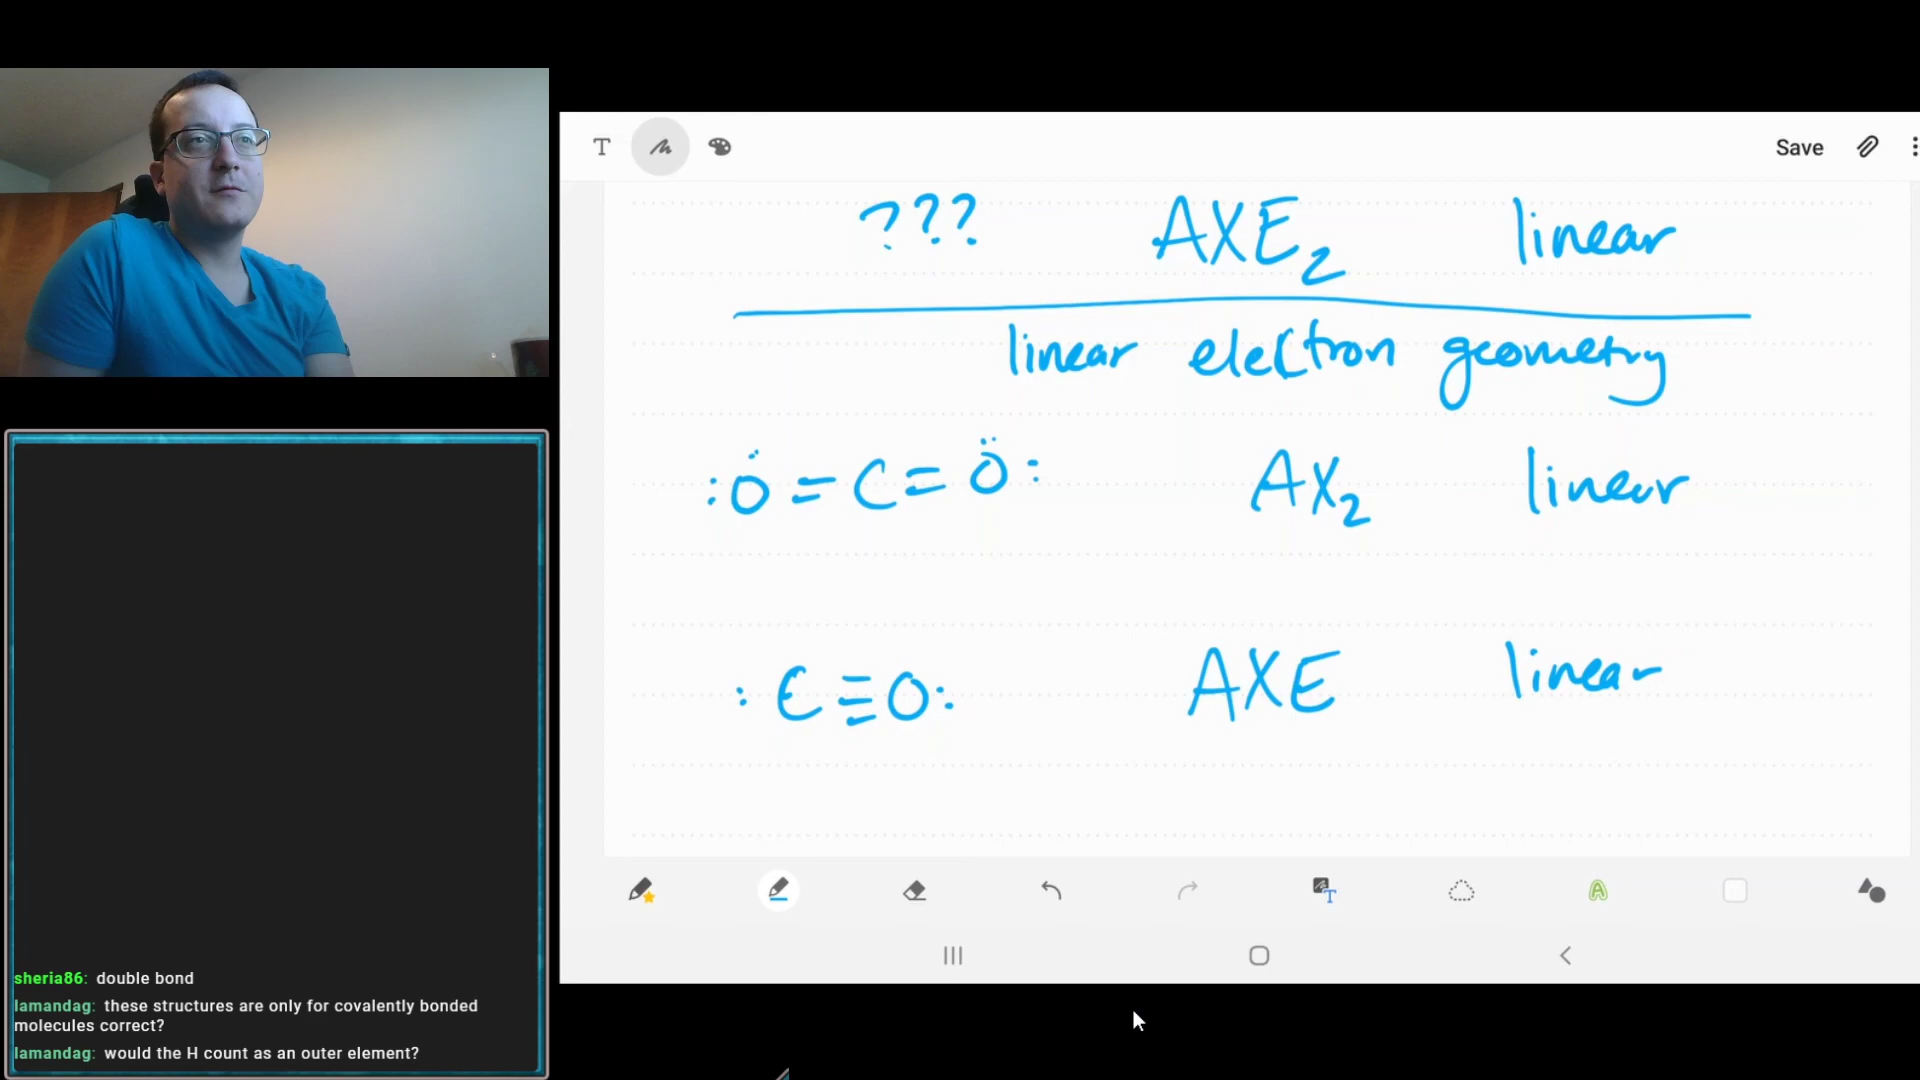 T Save
??? AXE₂ linear
linear electron geometry
:Ö = C = Ö: AX₂ linear
:C≡O: AXE linear
sheria86: double bond
lamandag: these structures are only for covalently bonded
molecules correct?
lamandag: would the H count as an outer element?